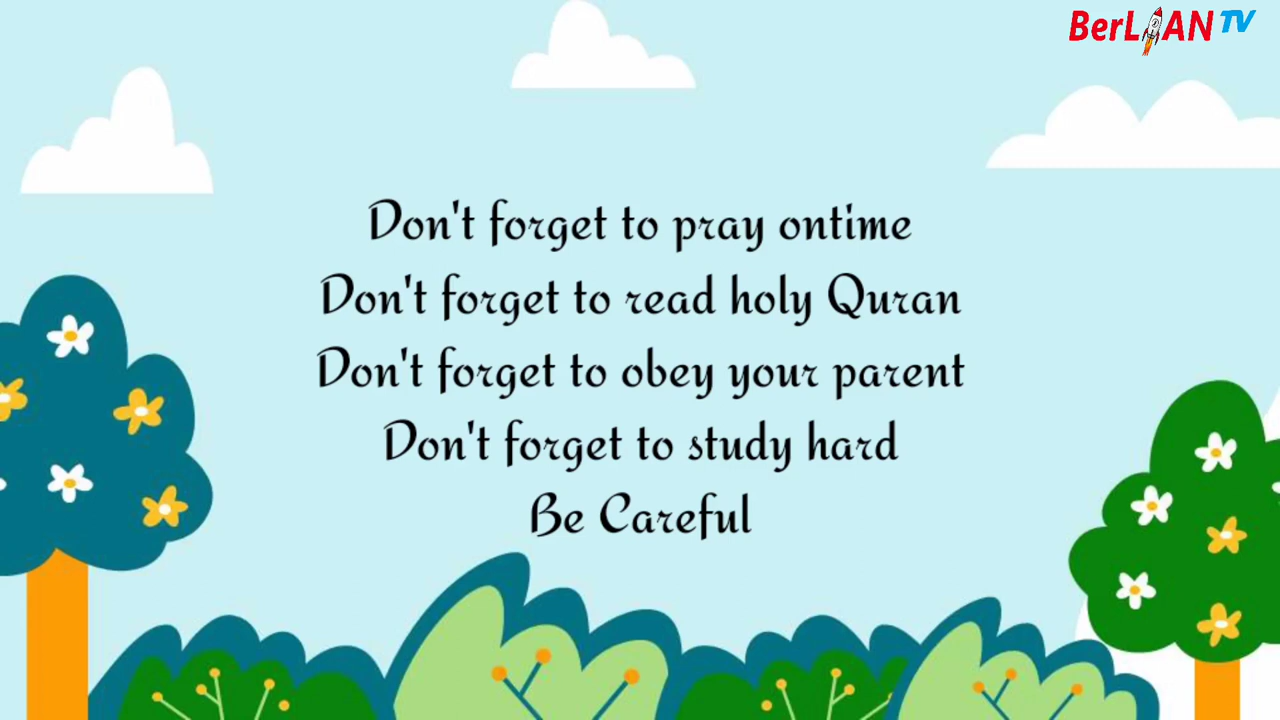 BerLIAN TV
Don't forget to pray ontime
Don't forget to read holy Quran
Don't forget to obey your parent
Don't forget to study hard
Be Careful